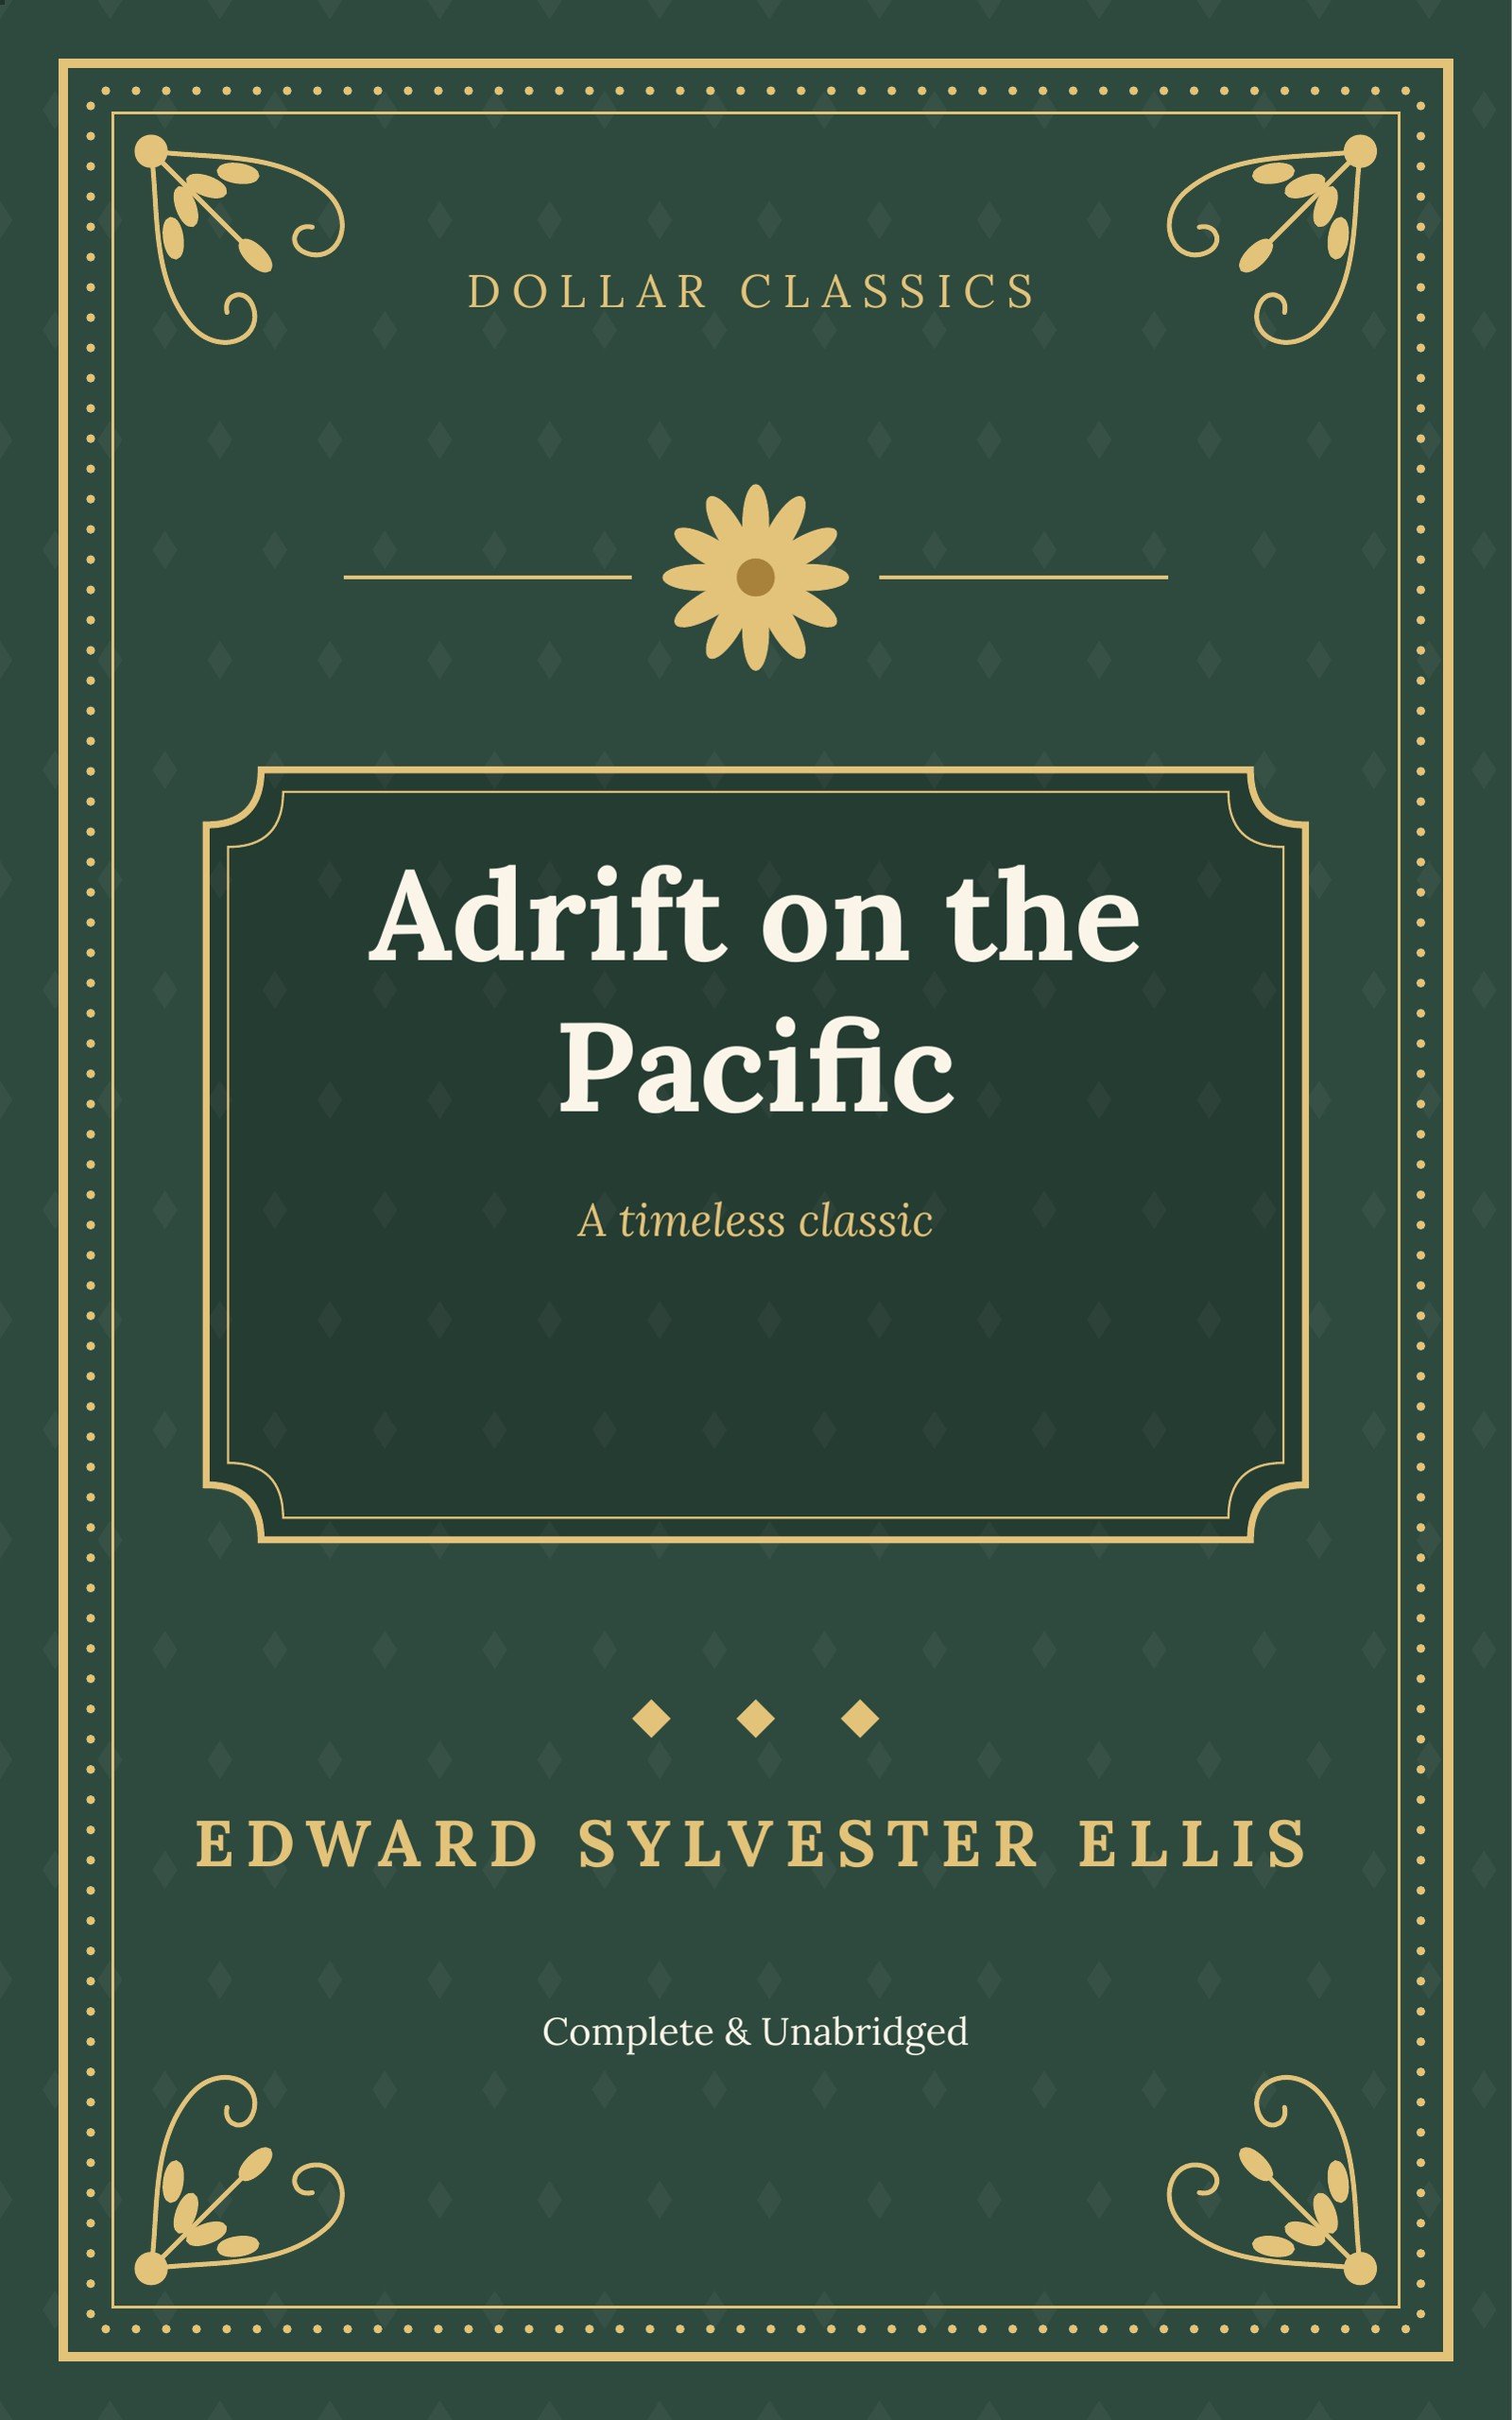 DOLLAR CLASSICS
Adrift on the
Pacific
A timeless classic
EDWARD SYLVESTER ELLIS
Complete & Unabridged